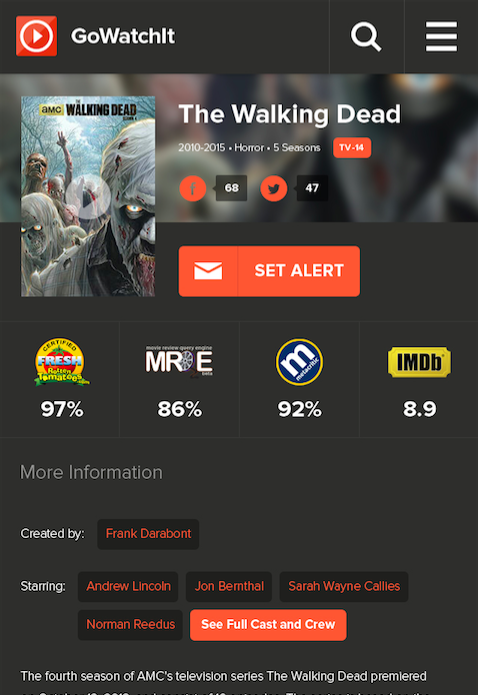 GoWatchIt
amc THE WALKING DEAD
The Walking Dead
2010-2015 • Horror • 5 Seasons TV-14
68 47
SET ALERT
CERTIFIED FRESH Rotten Tomatoes
movie review query engine
MRQE
beta
m metacritic
IMDb
97% 86% 92% 8.9
More Information
Created by: Frank Darabont
Starring: Andrew Lincoln Jon Bernthal Sarah Wayne Callies
Norman Reedus See Full Cast and Crew
The fourth season of AMC's television series The Walking Dead premiered